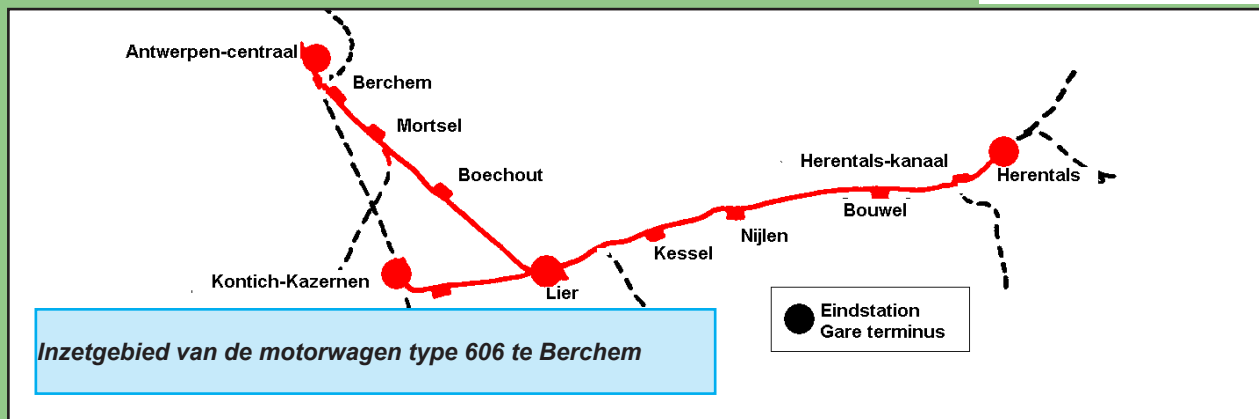 Antwerpen-centraal
Berchem
Mortsel
Boechout
Herentals-kanaal
Herentals
Bouwel
Nijlen
Kessel
Kontich-Kazernen
Lier
Eindstation
Gare terminus
Inzetgebied van de motorwagen type 606 te Berchem